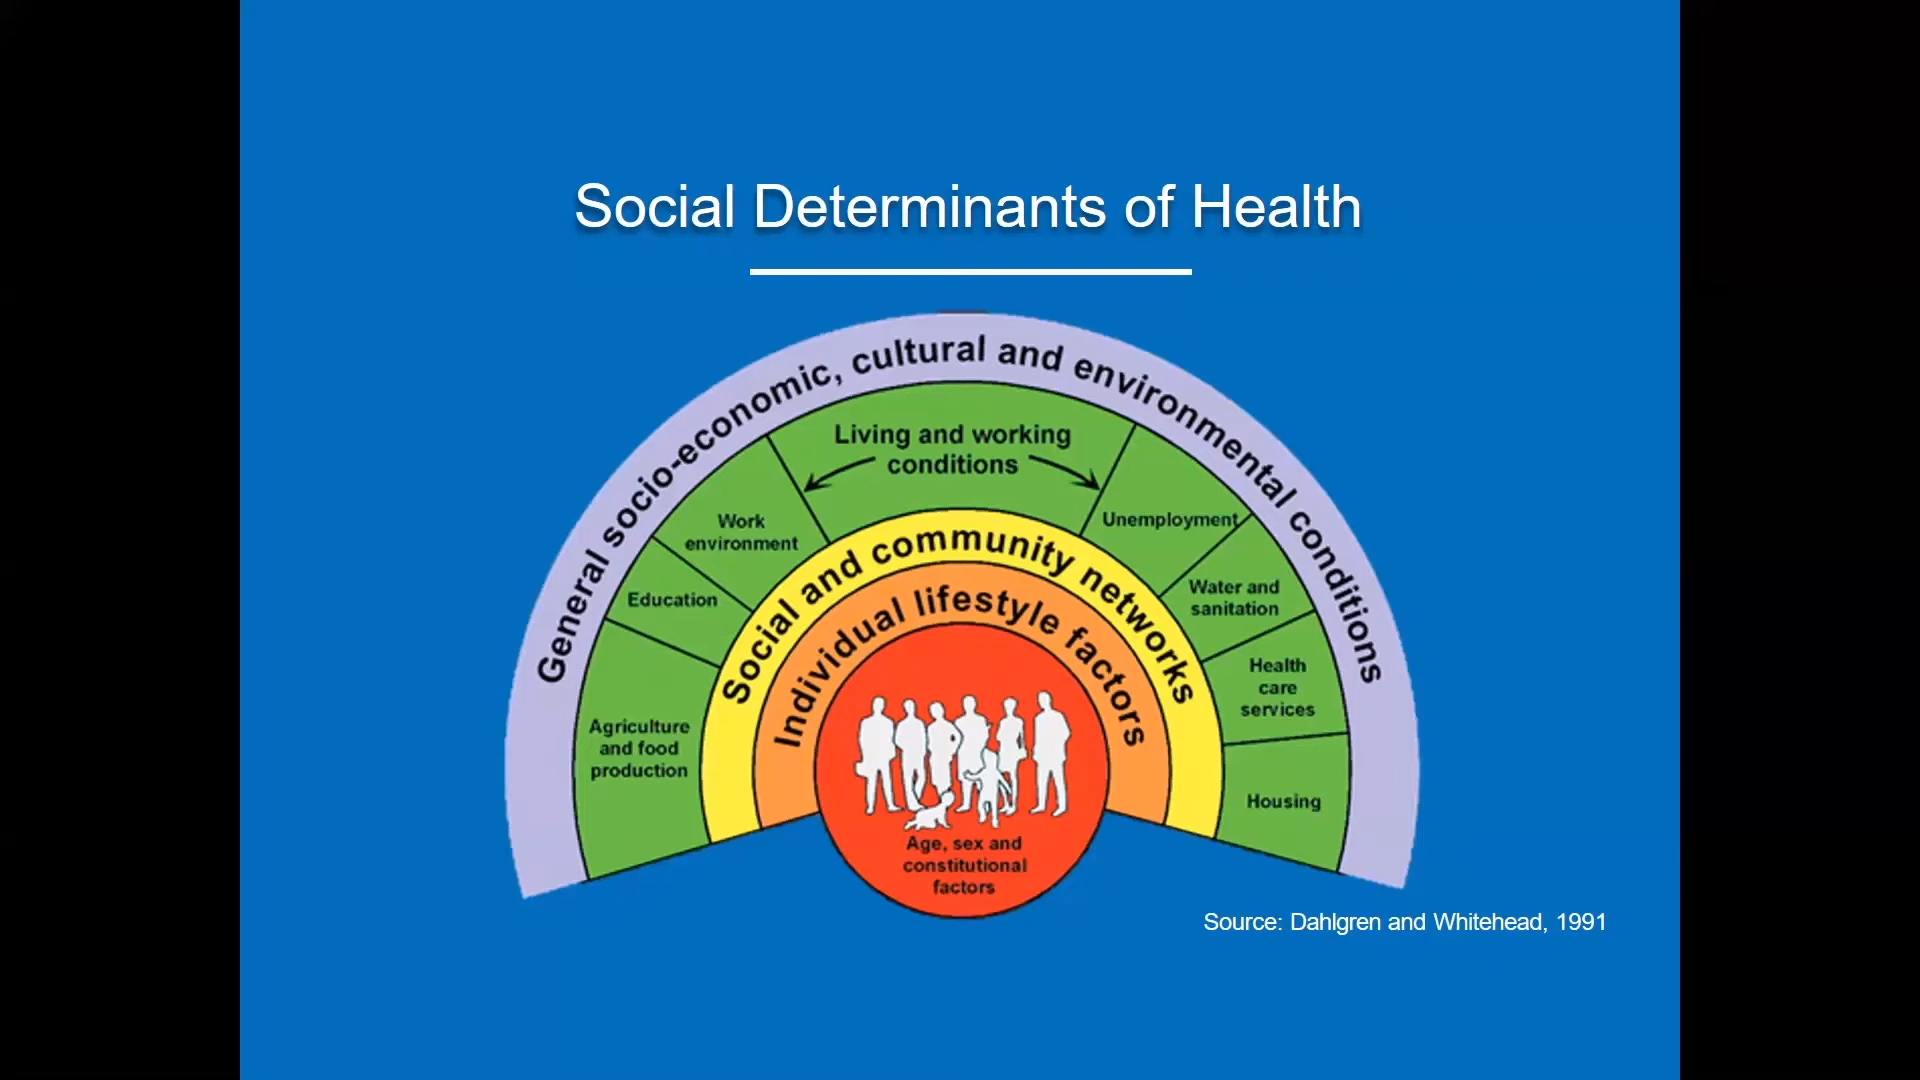 Social Determinants of Health
General socio-economic, cultural and environmental conditions
Living and working
conditions
Work
environment
Unemployment
Education
Water and
sanitation
Agriculture
and food
production
Health
care
services
Housing
Social and community networks
Individual lifestyle factors
Age, sex and
constitutional
factors
Source: Dahlgren and Whitehead, 1991